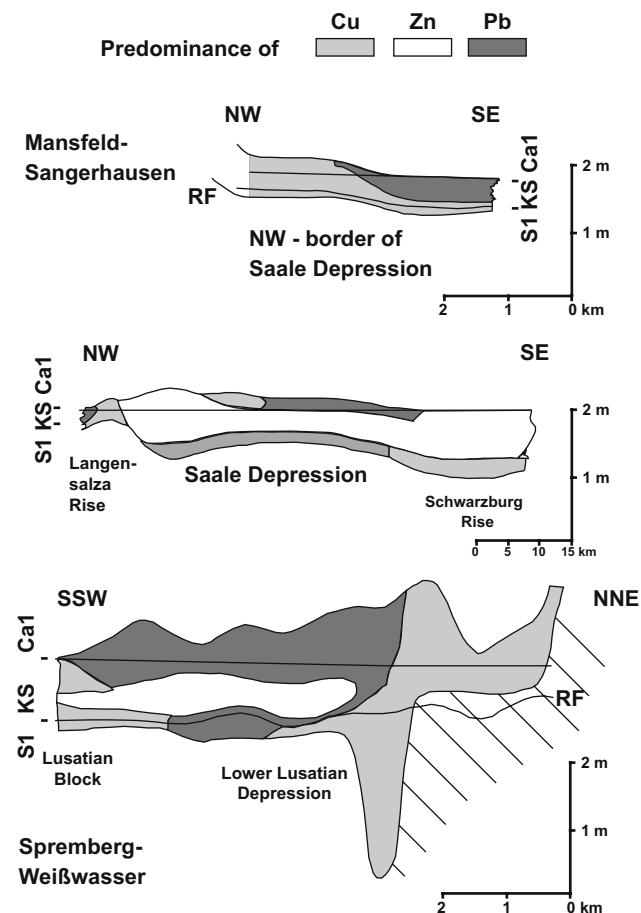 Cu Zn Pb
Predominance of
NW SE
Mansfeld-
Sangerhausen
RF
S1 KS Ca1
2 m
1 m
NW - border of
Saale Depression
2 1 0 km
NW SE
S1 KS Ca1
2 m
1 m
Langen-
salza
Rise
Saale Depression
Schwarzburg
Rise
0 5 10 15 km
SSW NNE
S1 KS Ca1
RF
Lusatian
Block
Lower Lusatian
Depression
2 m
1 m
Spremberg-
Weißwasser
2 1 0 km